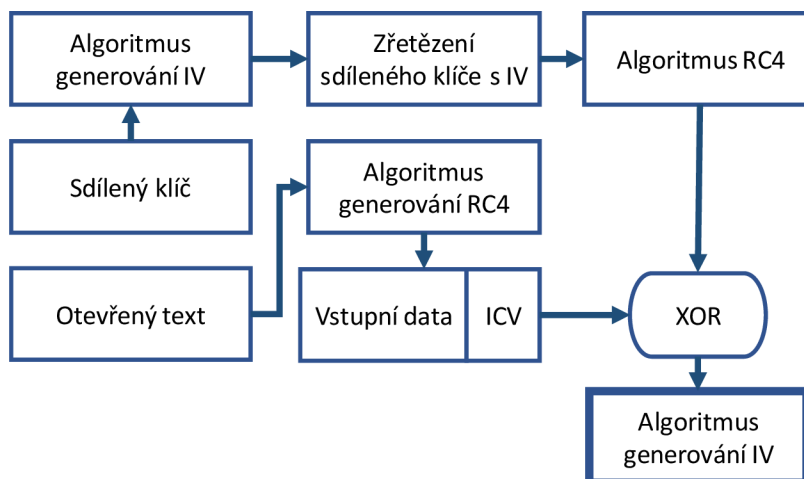 Algoritmus
generování IV
Zřetězení
sdíleného klíče s IV
Algoritmus RC4
Sdílený klíč
Algoritmus
generování RC4
Otevřený text
Vstupní data
ICV
XOR
Algoritmus
generování IV